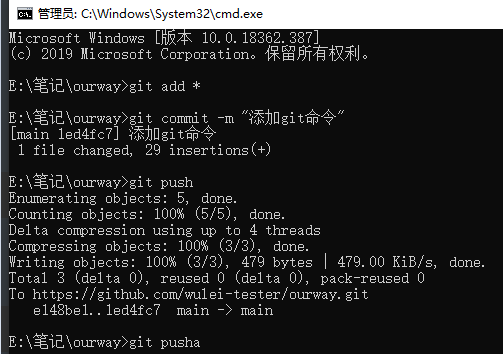 管理员: C:\Windows\System32\cmd.exe
Microsoft Windows [版本 10.0.18362.387]
(c) 2019 Microsoft Corporation。保留所有权利。
E:\笔记\ourway>git add *
E:\笔记\ourway>git commit -m "添加git命令"
[main 1ed4fc7] 添加git命令
1 file changed, 29 insertions(+)
E:\笔记\ourway>git push
Enumerating objects: 5, done.
Counting objects: 100% (5/5), done.
Delta compression using up to 4 threads
Compressing objects: 100% (3/3), done.
Writing objects: 100% (3/3), 479 bytes | 479.00 KiB/s, done.
Total 3 (delta 0), reused 0 (delta 0), pack-reused 0
To https://github.com/wulei-tester/ourway.git
e148be1..1ed4fc7  main -> main
E:\笔记\ourway>git pusha